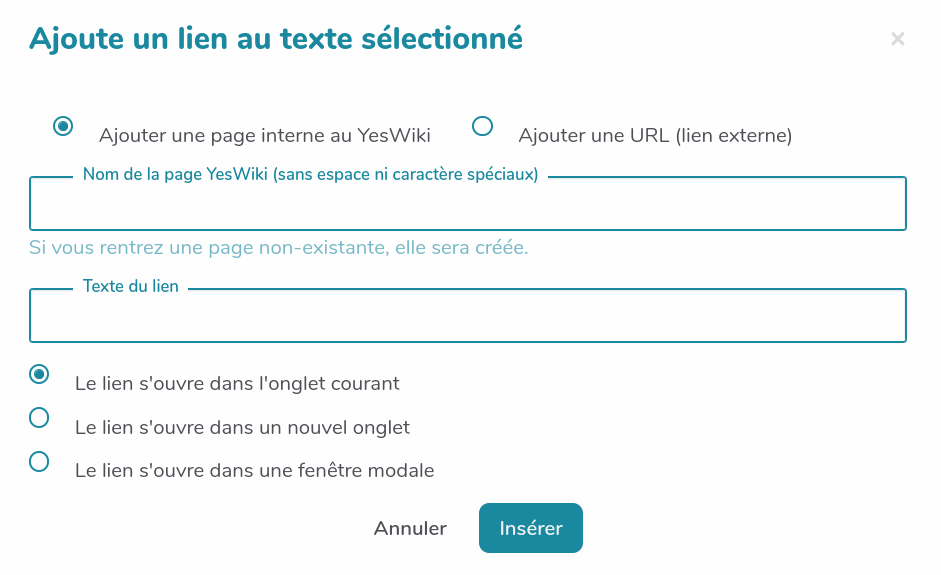 Ajoute un lien au texte sélectionné
×
Ajouter une page interne au YesWiki
Ajouter une URL (lien externe)
Nom de la page YesWiki (sans espace ni caractère spéciaux)
Si vous rentrez une page non-existante, elle sera créée.
Texte du lien
Le lien s'ouvre dans l'onglet courant
Le lien s'ouvre dans un nouvel onglet
Le lien s'ouvre dans une fenêtre modale
Annuler
Insérer